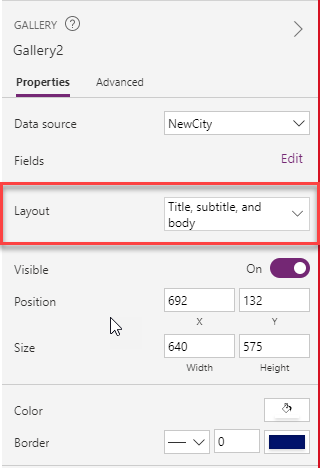 GALLERY ?
Gallery2
Properties Advanced
Data source NewCity
Fields Edit
Layout Title, subtitle, and
body
Visible On
Position 692 132
X Y
Size 640 575
Width Height
Color
Border 0